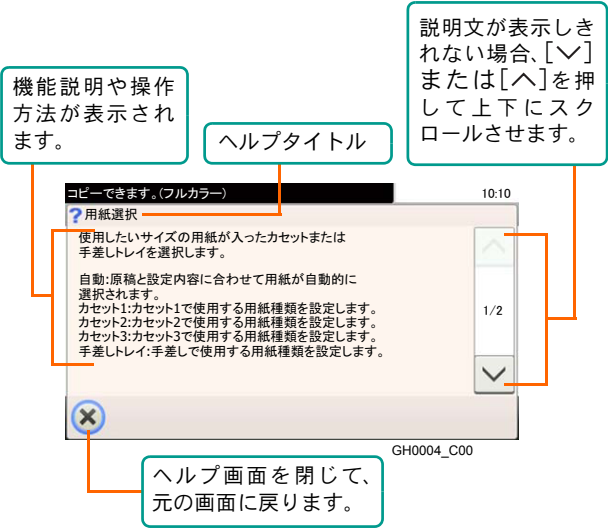 説明文が表示しき
れない場合、[∨]
または[∧]を押
して上下にスク
ロールさせます。
機能説明や操作
方法が表示され
ます。
ヘルプタイトル
コピーできます。(フルカラー)
10:10
?用紙選択
使用したいサイズの用紙が入ったカセットまたは
手差しトレイを選択します。
自動:原稿と設定内容に合わせて用紙が自動的に
選択されます。
カセット1:カセット1で使用する用紙種類を設定します。
カセット2:カセット2で使用する用紙種類を設定します。
カセット3:カセット3で使用する用紙種類を設定します。
手差しトレイ:手差しで使用する用紙種類を設定します。
1/2
GH0004_C00
ヘルプ画面を閉じて、
元の画面に戻ります。